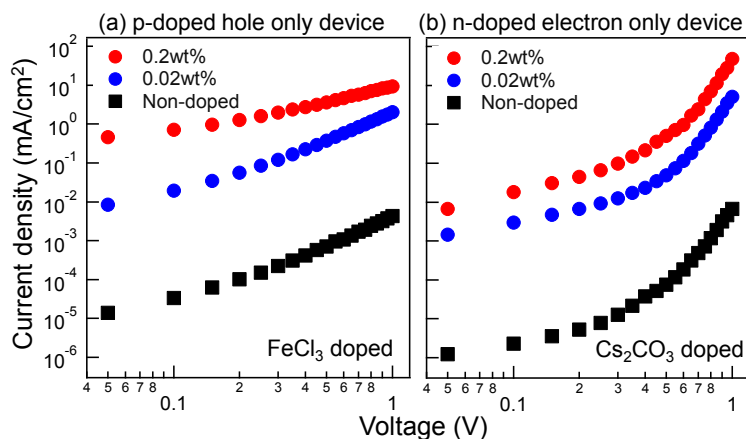 (a) p-doped hole only device
(b) n-doped electron only device
Current density (mA/cm²)
10²
10¹
10⁰
10⁻¹
10⁻²
10⁻³
10⁻⁴
10⁻⁵
10⁻⁶
0.2wt%
0.02wt%
Non-doped
FeCl₃ doped
0.2wt%
0.02wt%
Non-doped
Cs₂CO₃ doped
4 5 6 7 8 0.1 2 3 4 5 6 7 8 1
4 5 6 7 8 0.1 2 3 4 5 6 7 8 1
Voltage (V)